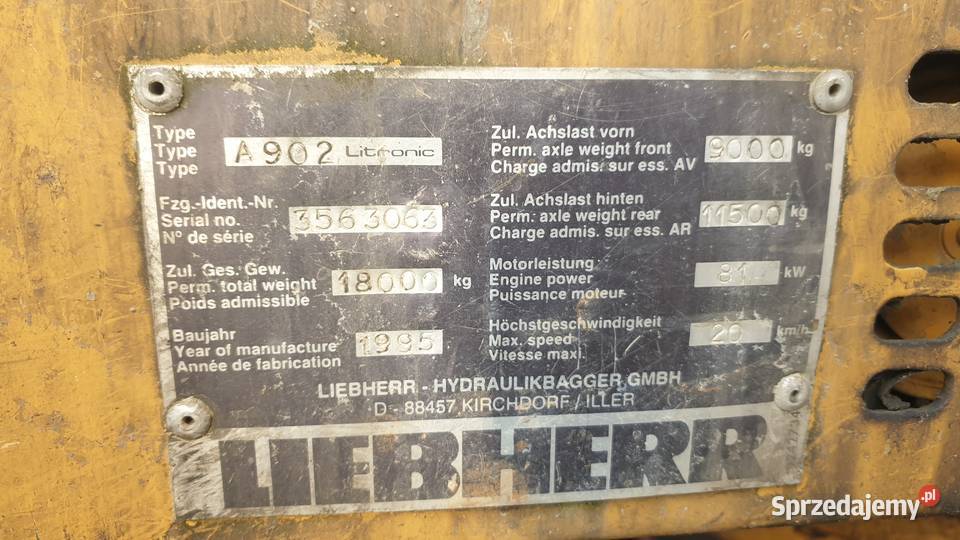 Type
Type
Type
A902 Litronic
Fzg.-Ident.-Nr.
Serial no.
N° de série
3563063
Zul. Ges. Gew.
Perm. total weight
Poids admissible
18000 kg
Baujahr
Year of manufacture
Année de fabrication
1995
Zul. Achslast vorn
Perm. axle weight front
Charge admis. sur ess. AV
9000 kg
Zul. Achslast hinten
Perm. axle weight rear
Charge admis. sur ess. AR
11500 kg
Motorleistung
Engine power
Puissance moteur
81 kW
Höchstgeschwindigkeit
Max. speed
Vitesse maxi.
20 km/h
LIEBHERR - HYDRAULIKBAGGER GMBH
D - 88457 KIRCHDORF / ILLER
LIEBHERR
Sprzedajemy.pl